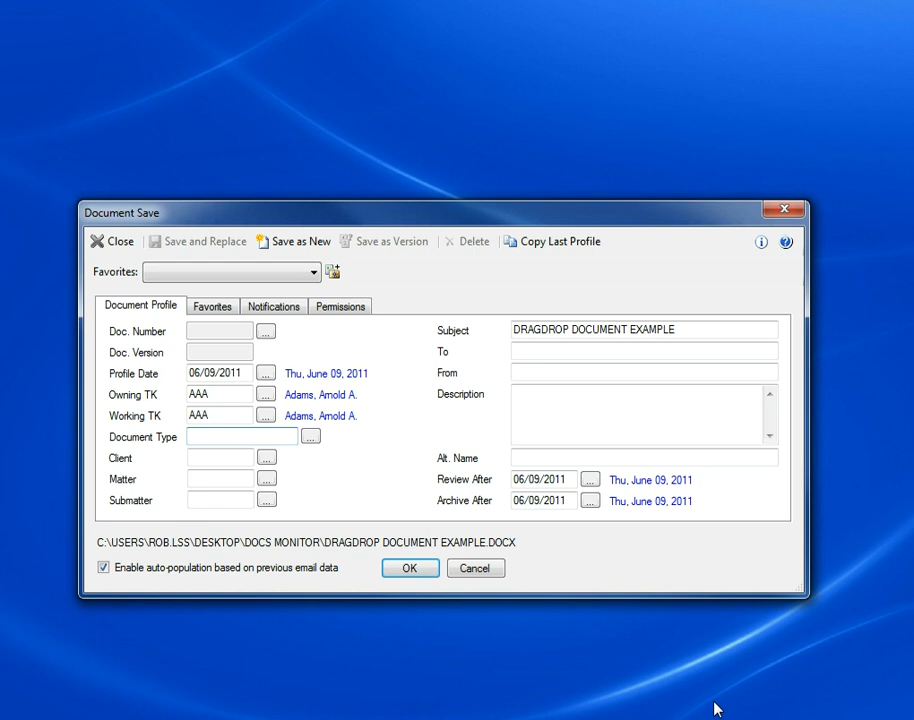 Document Save
Close Save and Replace Save as New Save as Version Delete Copy Last Profile
Favorites:
Document Profile Favorites Notifications Permissions
Doc. Number ...
Doc. Version
Profile Date 06/09/2011 ... Thu, June 09, 2011
Owning TK AAA ... Adams, Arnold A.
Working TK AAA ... Adams, Arnold A.
Document Type ...
Client ...
Matter ...
Submatter ...
Subject DRAGDROP DOCUMENT EXAMPLE
To
From
Description
Alt. Name
Review After 06/09/2011 ... Thu, June 09, 2011
Archive After 06/09/2011 ... Thu, June 09, 2011
C:\USERS\ROB.LSS\DESKTOP\DOCS MONITOR\DRAGDROP DOCUMENT EXAMPLE.DOCX
Enable auto-population based on previous email data OK Cancel